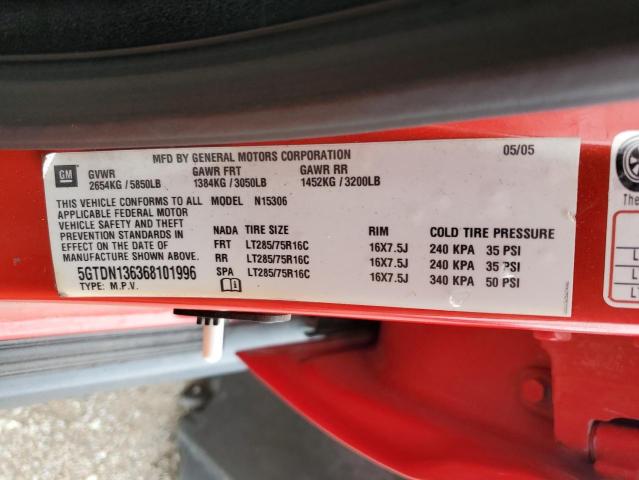 MFD BY GENERAL MOTORS CORPORATION 05/05
GM GVWR GAWR FRT GAWR RR
2654KG / 5850LB 1384KG / 3050LB 1452KG / 3200LB
THIS VEHICLE CONFORMS TO ALL MODEL N15306
APPLICABLE FEDERAL MOTOR
VEHICLE SAFETY AND THEFT
PREVENTION STANDARDS IN
EFFECT ON THE DATE OF
MANUFACTURE SHOWN ABOVE.
5GTDN136368101996
TYPE: M.P.V.
NADA TIRE SIZE RIM COLD TIRE PRESSURE
FRT LT285/75R16C 16X7.5J 240 KPA 35 PSI
RR LT285/75R16C 16X7.5J 240 KPA 35 PSI
SPA LT285/75R16C 16X7.5J 340 KPA 50 PSI
The